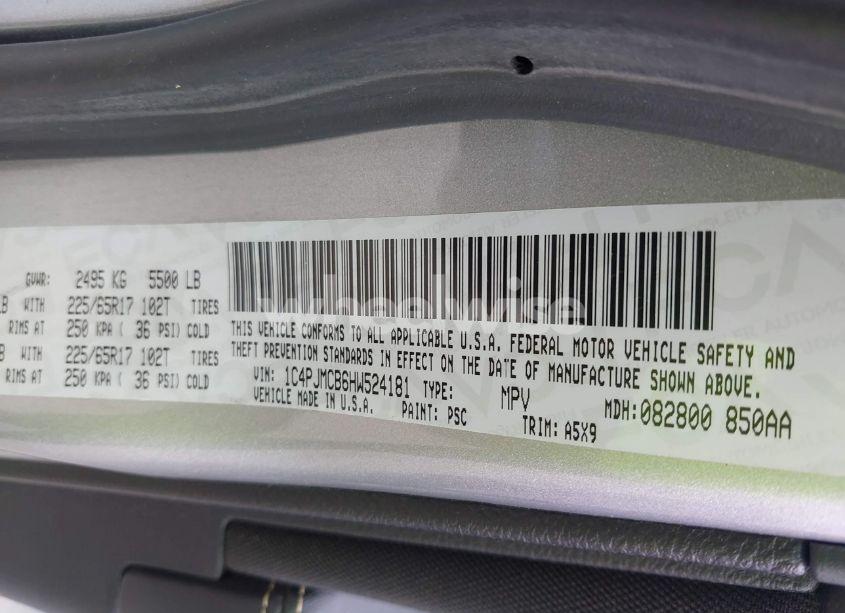 GVWR: 2495 KG 5500 LB
LB WITH 225/65R17 102T TIRES
RIMS AT 250 KPA ( 36 PSI) COLD
B WITH 225/65R17 102T TIRES
RIMS AT 250 KPA ( 36 PSI) COLD
wheelwise
THIS VEHICLE CONFORMS TO ALL APPLICABLE U.S.A. FEDERAL MOTOR VEHICLE SAFETY AND
THEFT PREVENTION STANDARDS IN EFFECT ON THE DATE OF MANUFACTURE SHOWN ABOVE.
VIN: 1C4PJMCB6HW524181 TYPE: MPV MDH:082800 850AA
VEHICLE MADE IN U.S.A. PAINT: PSC TRIM: A5X9